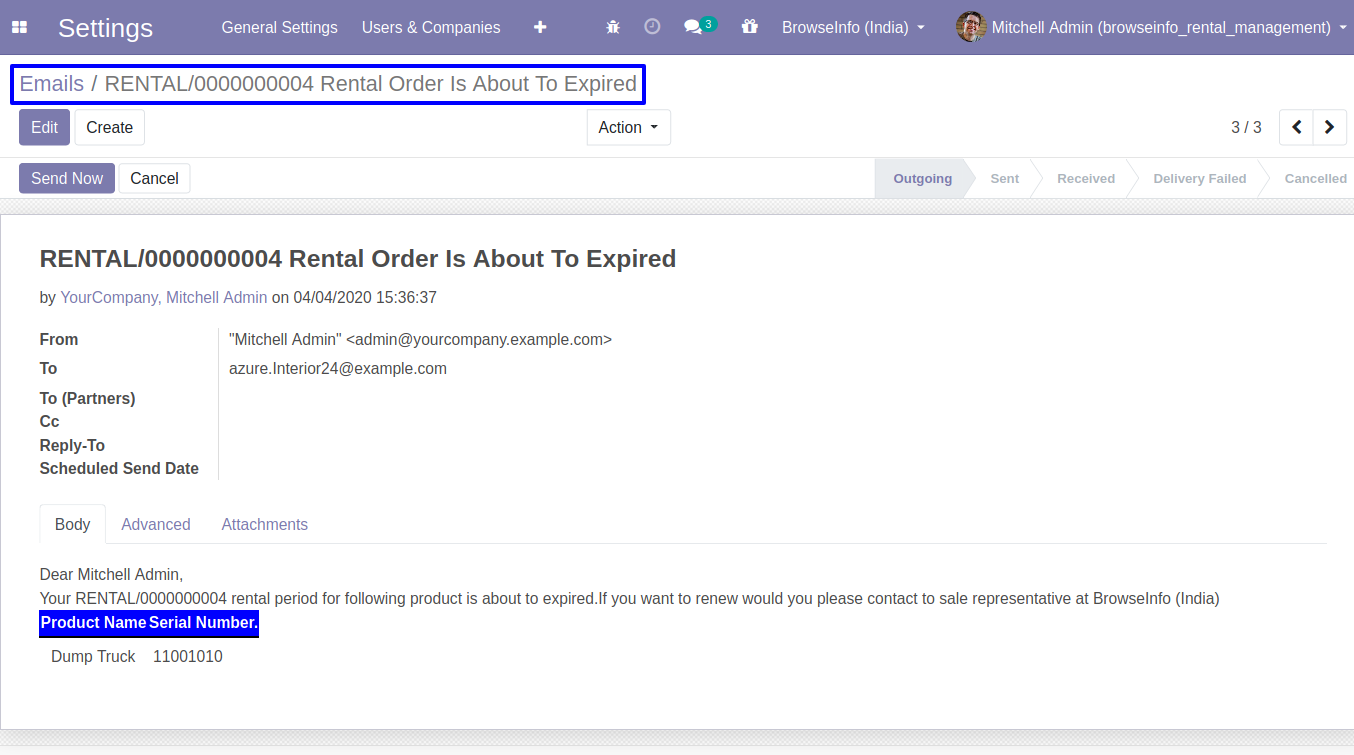 Settings General Settings Users & Companies 3 BrowseInfo (India) Mitchell Admin (browseinfo_rental_management)
Emails / RENTAL/0000000004 Rental Order Is About To Expired
Edit Create Action 3 / 3
Send Now Cancel Outgoing Sent Received Delivery Failed Cancelled
RENTAL/0000000004 Rental Order Is About To Expired
by YourCompany, Mitchell Admin on 04/04/2020 15:36:37
From "Mitchell Admin" <admin@yourcompany.example.com>
To azure.Interior24@example.com
To (Partners)
Cc
Reply-To
Scheduled Send Date
Body Advanced Attachments
Dear Mitchell Admin,
Your RENTAL/0000000004 rental period for following product is about to expired.If you want to renew would you please contact to sale representative at BrowseInfo (India)
Product Name Serial Number.
Dump Truck 11001010